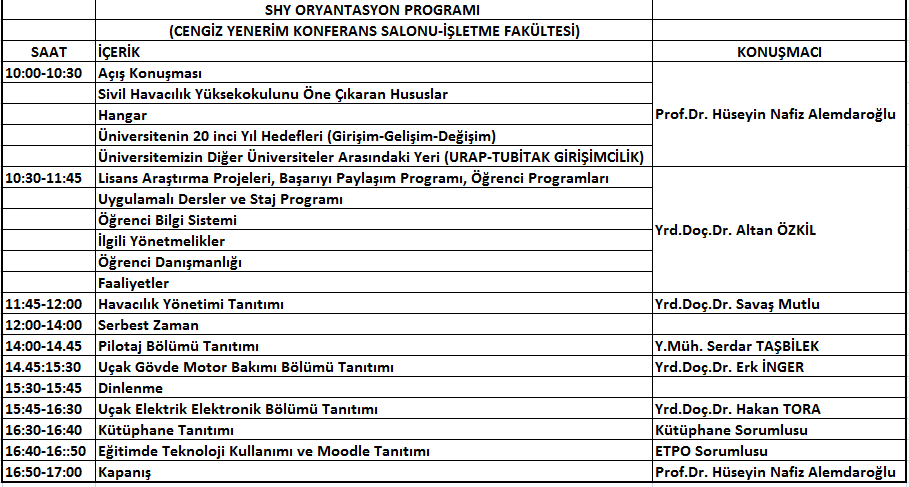 SHY ORYANTASYON PROGRAMI
(CENGİZ YENERİM KONFERANS SALONU-İŞLETME FAKÜLTESİ)
SAAT İÇERİK KONUŞMACI
10:00-10:30 Açış Konuşması
Sivil Havacılık Yüksekokulunu Öne Çıkaran Hususlar
Hangar Prof.Dr. Hüseyin Nafiz Alemdaroğlu
Üniversitenin 20 inci Yıl Hedefleri (Girişim-Gelişim-Değişim)
Üniversitemizin Diğer Üniversiteler Arasındaki Yeri (URAP-TUBİTAK GİRİŞİMCİLİK)
10:30-11:45 Lisans Araştırma Projeleri, Başarıyı Paylaşım Programı, Öğrenci Programları
Uygulamalı Dersler ve Staj Programı
Öğrenci Bilgi Sistemi Yrd.Doç.Dr. Altan ÖZKİL
İlgili Yönetmelikler
Öğrenci Danışmanlığı
Faaliyetler
11:45-12:00 Havacılık Yönetimi Tanıtımı Yrd.Doç.Dr. Savaş Mutlu
12:00-14:00 Serbest Zaman
14:00-14.45 Pilotaj Bölümü Tanıtımı Y.Müh. Serdar TAŞBİLEK
14.45:15:30 Uçak Gövde Motor Bakımı Bölümü Tanıtımı Yrd.Doç.Dr. Erk İNGER
15:30-15:45 Dinlenme
15:45-16:30 Uçak Elektrik Elektronik Bölümü Tanıtımı Yrd.Doç.Dr. Hakan TORA
16:30-16:40 Kütüphane Tanıtımı Kütüphane Sorumlusu
16:40-16::50 Eğitimde Teknoloji Kullanımı ve Moodle Tanıtımı ETPO Sorumlusu
16:50-17:00 Kapanış Prof.Dr. Hüseyin Nafiz Alemdaroğlu